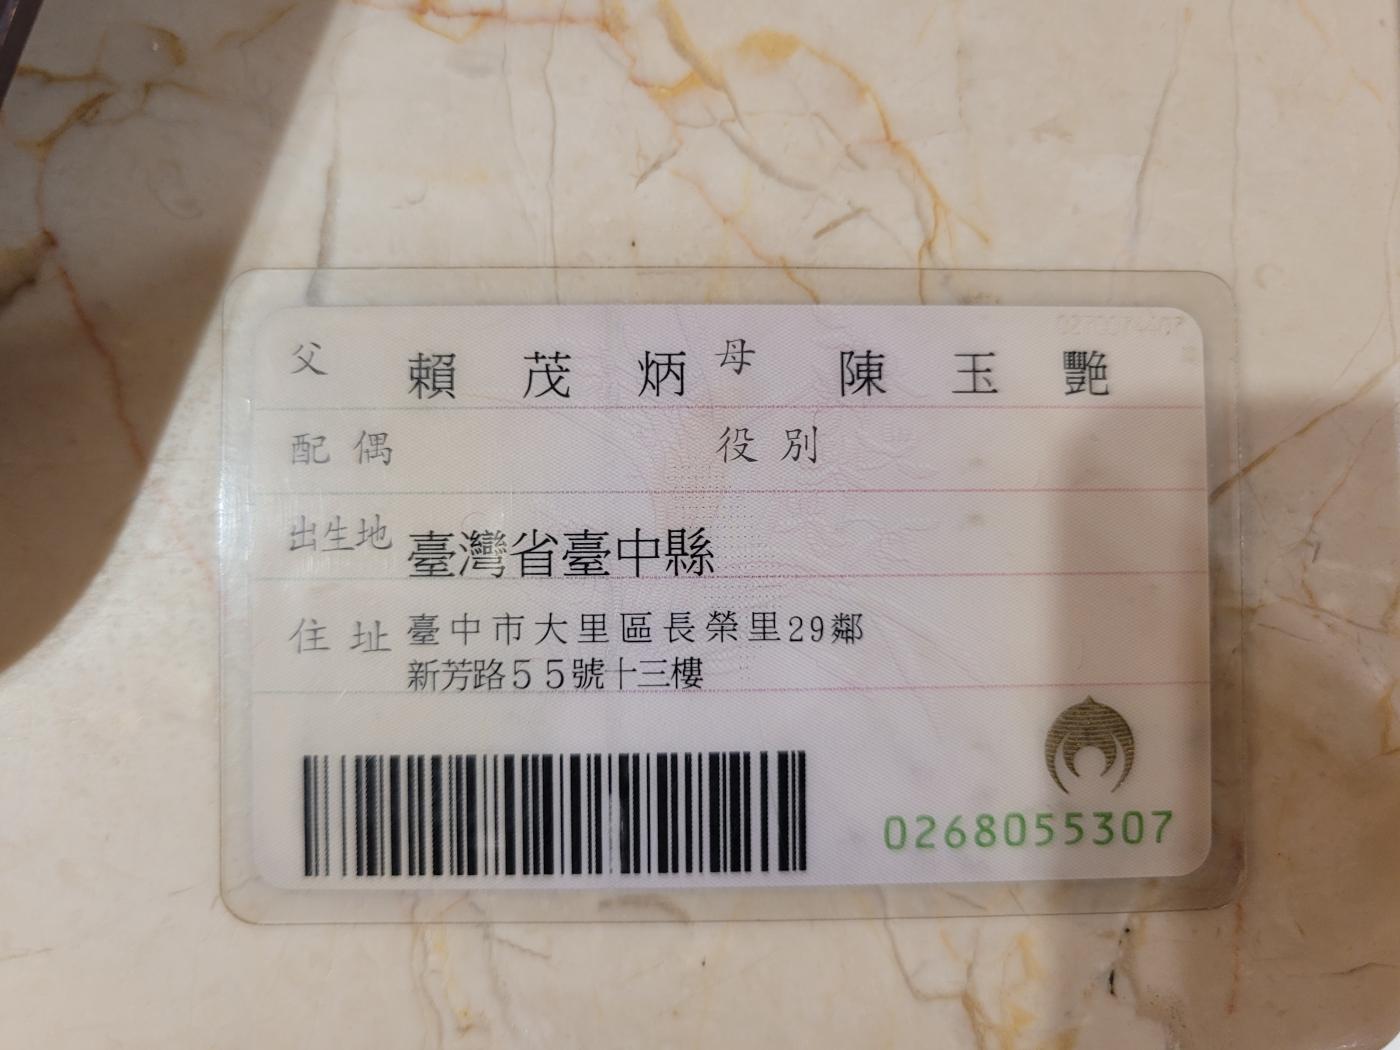 父 賴茂炳 母 陳玉艷
配偶 役別
出生地 臺灣省臺中縣
住址 臺中市大里區長榮里29鄰
新芳路55號十三樓
0268055307